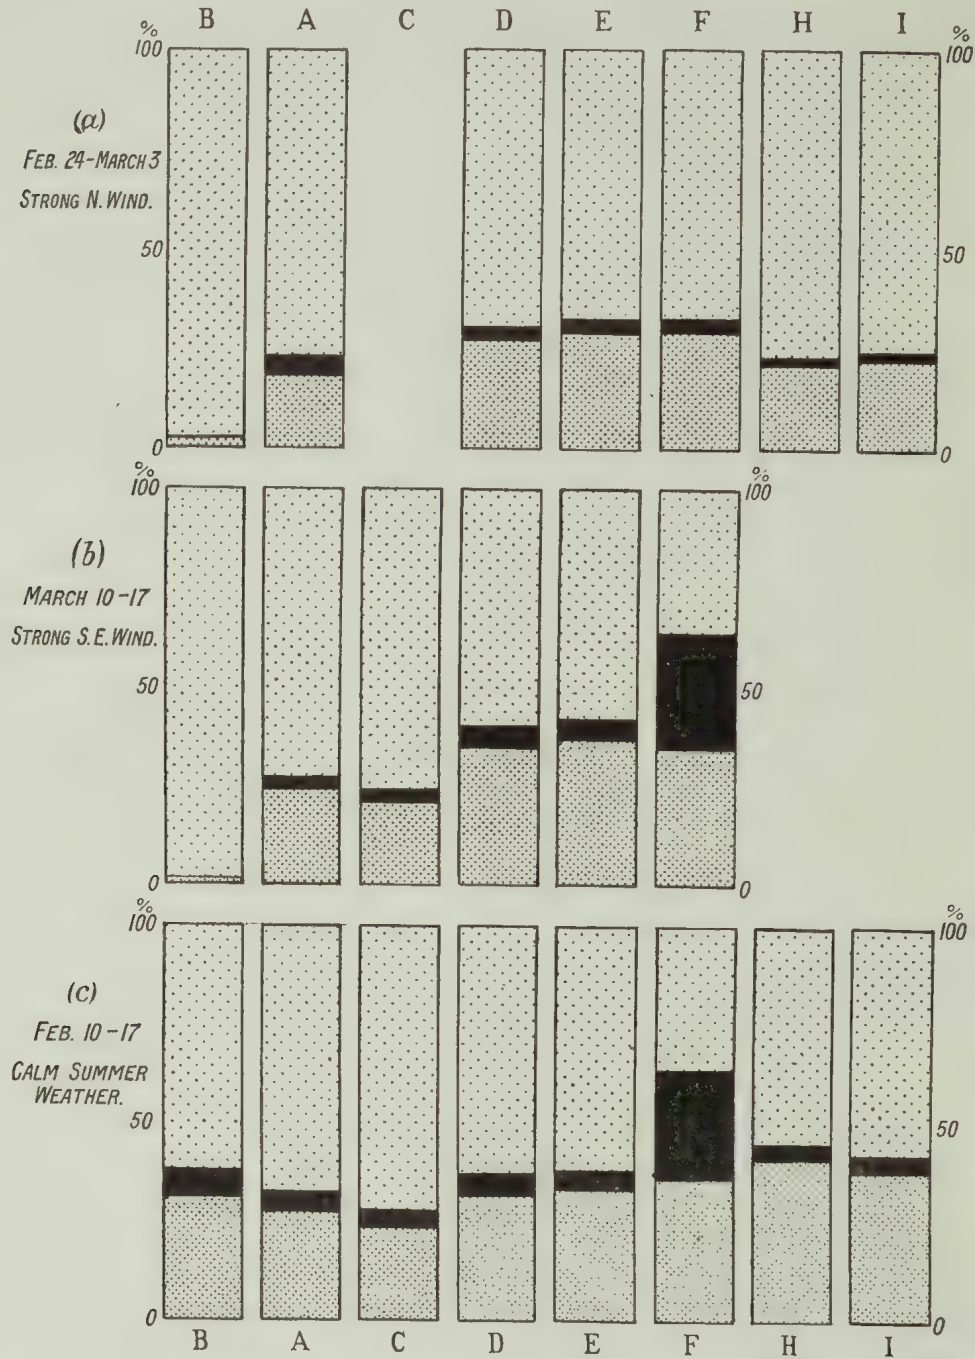 B A C D E F H I
% %
100 100
(a)
FEB. 24-MARCH 3
STRONG N. WIND.
50 50
0 0
% %
100 100
(b)
MARCH 10-17
STRONG S.E. WIND.
50 50
0 0
% %
100 100
(c)
FEB. 10-17
CALM SUMMER
WEATHER.
50 50
0 0
B A C D E F H I